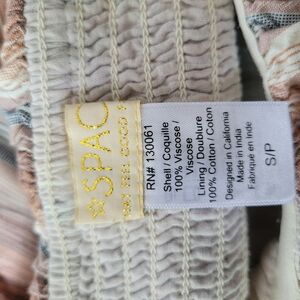 SPAC
RN# 130061
Shell / Coquille
100% Viscose /
Viscose
Lining / Doublure
100% Cotton / Coton
Designed in California
Made in India
Fabriqué en Inde
S/P